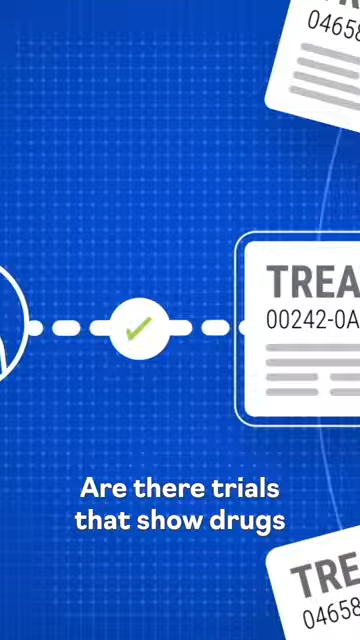 04658
TREA
00242-0A
Are there trials
that show drugs
TRE
04658